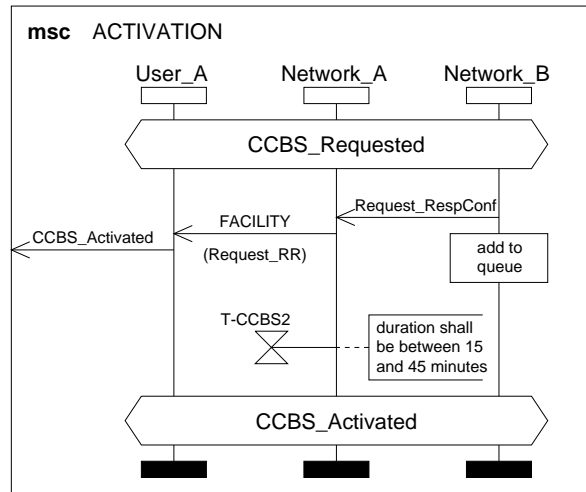 msc ACTIVATION
User_A Network_A Network_B
CCBS_Requested
Request_RespConf
FACILITY
CCBS_Activated
(Request_RR)
add to
queue
T-CCBS2
duration shall
be between 15
and 45 minutes
CCBS_Activated